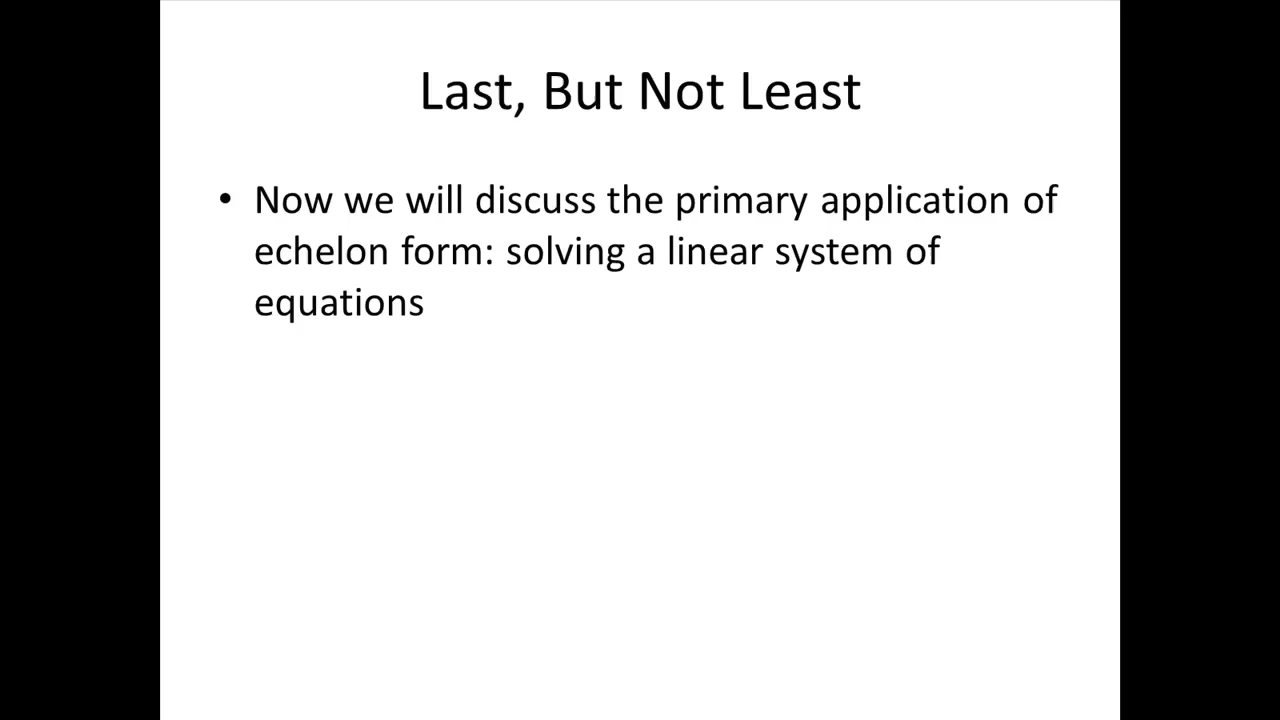 Last, But Not Least
• Now we will discuss the primary application of
echelon form: solving a linear system of
equations